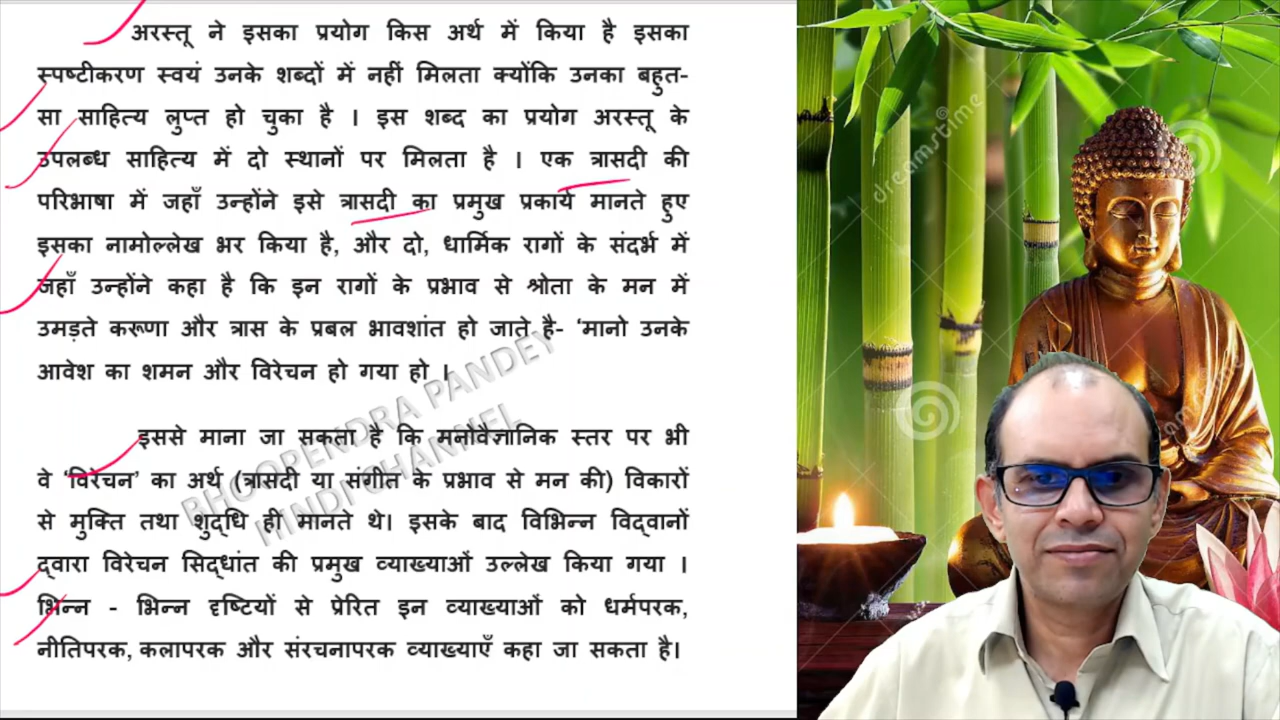 अरस्तू ने इसका प्रयोग किस अर्थ में किया है इसका
स्पष्टीकरण स्वयं उनके शब्दों में नहीं मिलता क्योंकि उनका बहुत-
सा साहित्य लुप्त हो चुका है । इस शब्द का प्रयोग अरस्तू के
उपलब्ध साहित्य में दो स्थानों पर मिलता है । एक त्रासदी की
परिभाषा में जहाँ उन्होंने इसे त्रासदी का प्रमुख प्रकार्य मानते हुए
इसका नामोल्लेख भर किया है, और दो, धार्मिक रागों के संदर्भ में
जहाँ उन्होंने कहा है कि इन रागों के प्रभाव से श्रोता के मन में
उमड़ते करूणा और त्रास के प्रबल भावशांत हो जाते है- ‘मानो उनके
आवेश का शमन और विरेचन हो गया हो ।
इससे माना जा सकता है कि मनोवैज्ञानिक स्तर पर भी
वे ‘विरेचन’ का अर्थ (त्रासदी या संगीत के प्रभाव से मन की) विकारों
से मुक्ति तथा शुद्धि ही मानते थे। इसके बाद विभिन्न विद्वानों
द्वारा विरेचन सिद्धांत की प्रमुख व्याख्याओं उल्लेख किया गया ।
भिन्न - भिन्न दृष्टियों से प्रेरित इन व्याख्याओं को धर्मपरक,
नीतिपरक, कलापरक और संरचनापरक व्याख्याएँ कहा जा सकता है।
BHOOPENDRA PANDEY
HINDI CHANNEL
dreamstime
dreamstime